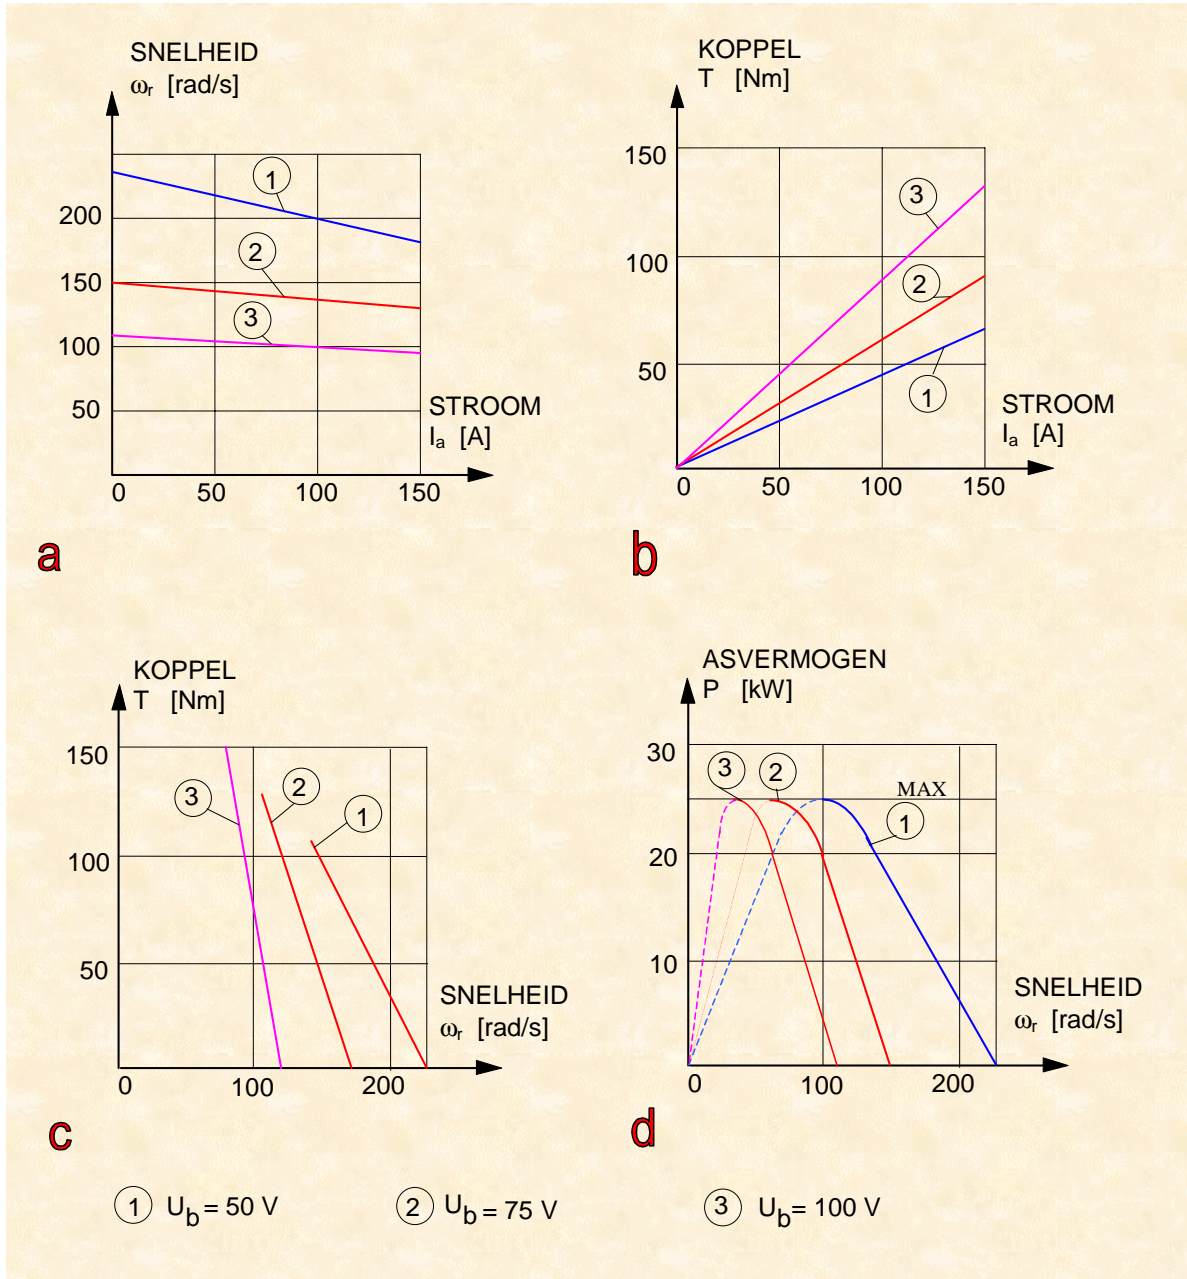 SNELHEID
ωr [rad/s]
200
150
100
50
0 50 100 150
1
2
3
STROOM
Ia [A]
a
KOPPEL
T [Nm]
150
100
50
0 50 100 150
3
2
1
STROOM
Ia [A]
b
KOPPEL
T [Nm]
150
100
50
0 100 200
3
2
1
SNELHEID
ωr [rad/s]
c
ASVERMOGEN
P [kW]
30
20
10
0 100 200
3
2
MAX
1
SNELHEID
ωr [rad/s]
d
1 Ub = 50 V
2 Ub = 75 V
3 Ub= 100 V